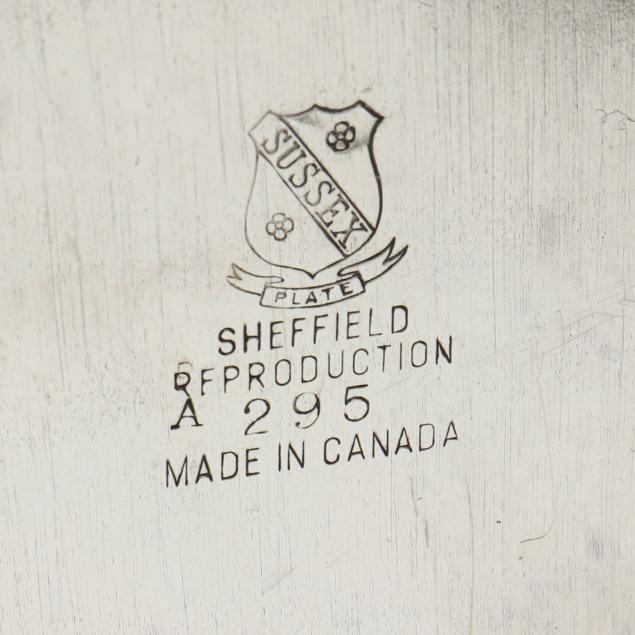 SUSSEX
PLATE
SHEFFIELD
REPRODUCTION
A 295
MADE IN CANADA